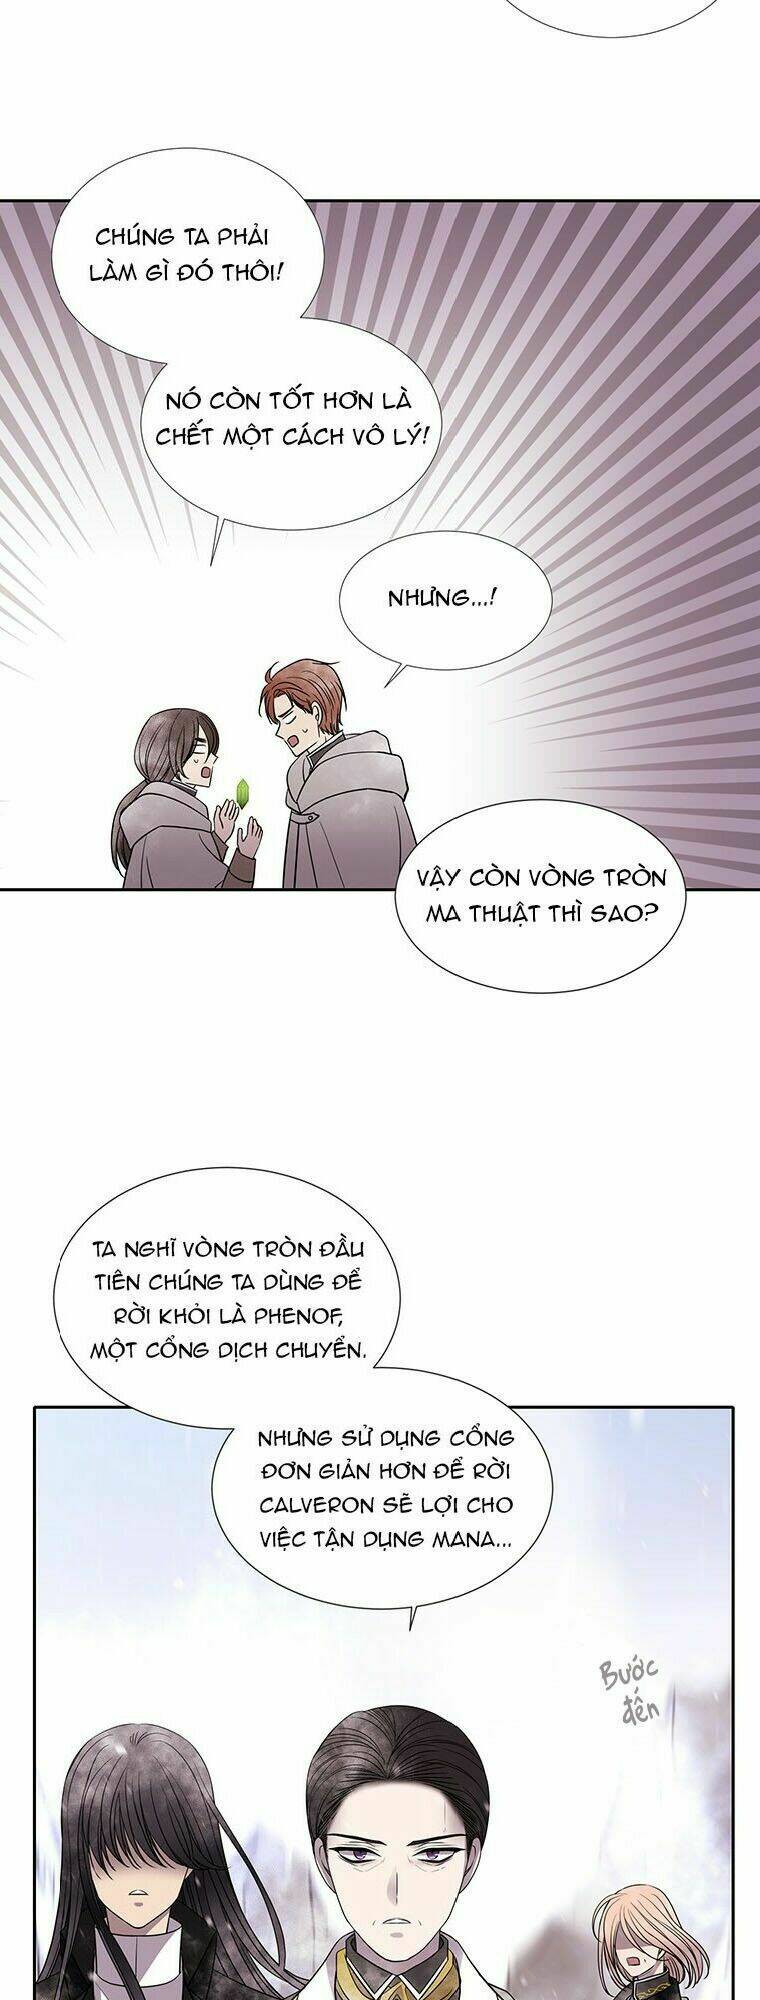 CHÚNG TA PHẢI
LÀM GÌ ĐÓ THÔI!
NÓ CÒN TỐT HƠN LÀ
CHẾT MỘT CÁCH VÔ LÝ!
NHƯNG...!
VẬY CÒN VÒNG TRÒN
MA THUẬT THÌ SAO?
TA NGHĨ VÒNG TRÒN ĐẦU
TIÊN CHÚNG TA DÙNG ĐỂ
RỜI KHỎI LÀ PHENOF,
MỘT CỔNG DỊCH CHUYỂN.
NHƯNG SỬ DỤNG CỔNG
ĐƠN GIẢN HƠN ĐỂ RỜI
CALVERON SẼ LỢI CHO
VIỆC TẬN DỤNG MANA...
Bước
đến